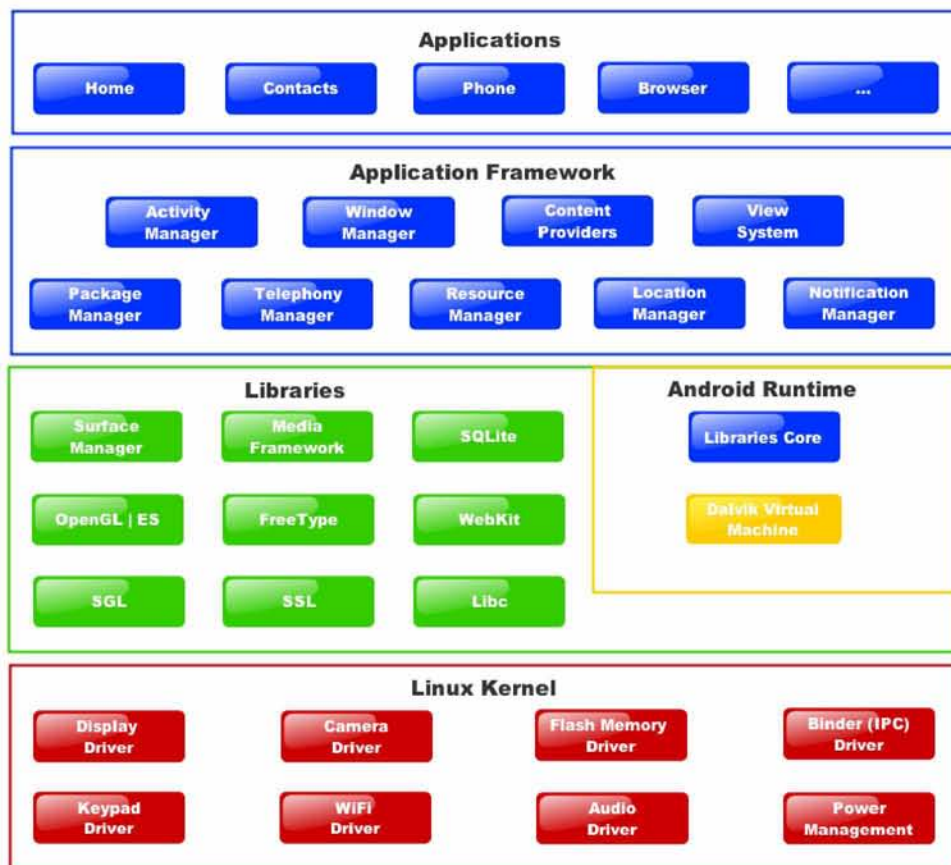 Applications
Home
Contacts
Phone
Browser
...
Application Framework
Activity
Manager
Window
Manager
Content
Providers
View
System
Package
Manager
Telephony
Manager
Resource
Manager
Location
Manager
Notification
Manager
Libraries
Surface
Manager
Media
Framework
SQLite
OpenGL | ES
FreeType
WebKit
SGL
SSL
Libc
Android Runtime
Libraries Core
Dalvik Virtual
Machine
Linux Kernel
Display
Driver
Camera
Driver
Flash Memory
Driver
Binder (IPC)
Driver
Keypad
Driver
WiFi
Driver
Audio
Driver
Power
Management